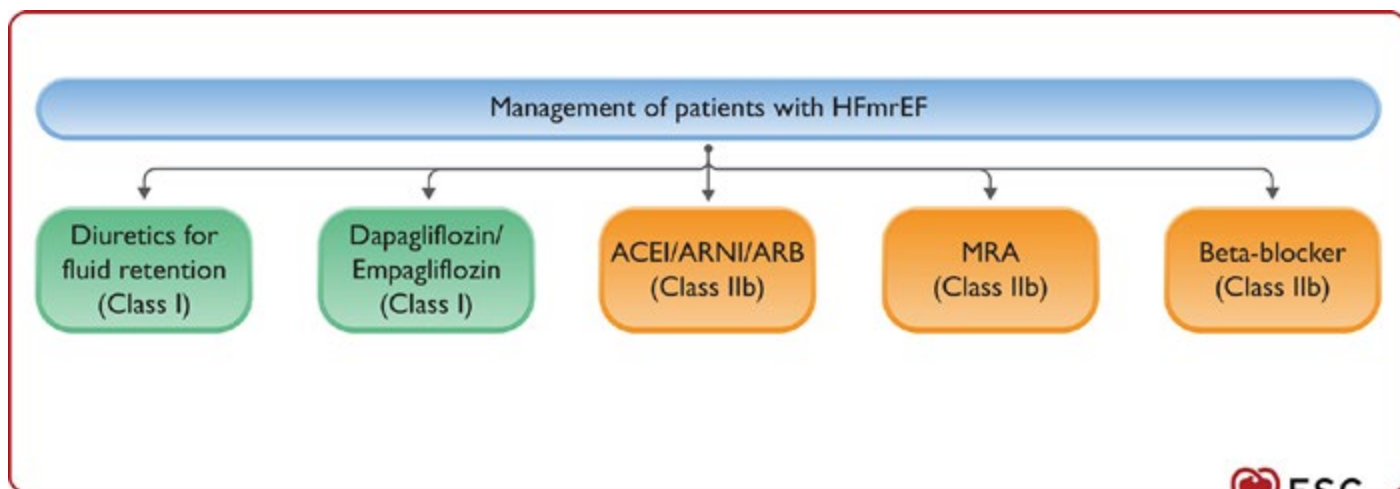 Management of patients with HFmrEF
Diuretics for
fluid retention
(Class I)
Dapagliflozin/
Empagliflozin
(Class I)
ACEI/ARNI/ARB
(Class IIb)
MRA
(Class IIb)
Beta-blocker
(Class IIb)
ESC